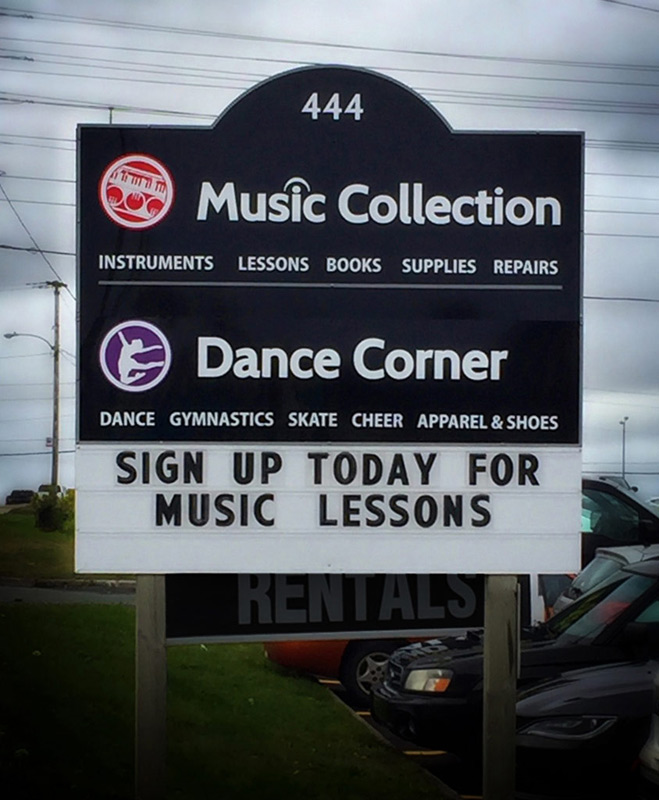 444
Music Collection
INSTRUMENTS LESSONS BOOKS SUPPLIES REPAIRS
Dance Corner
DANCE GYMNASTICS SKATE CHEER APPAREL & SHOES
SIGN UP TODAY FOR
MUSIC LESSONS
RENTALS